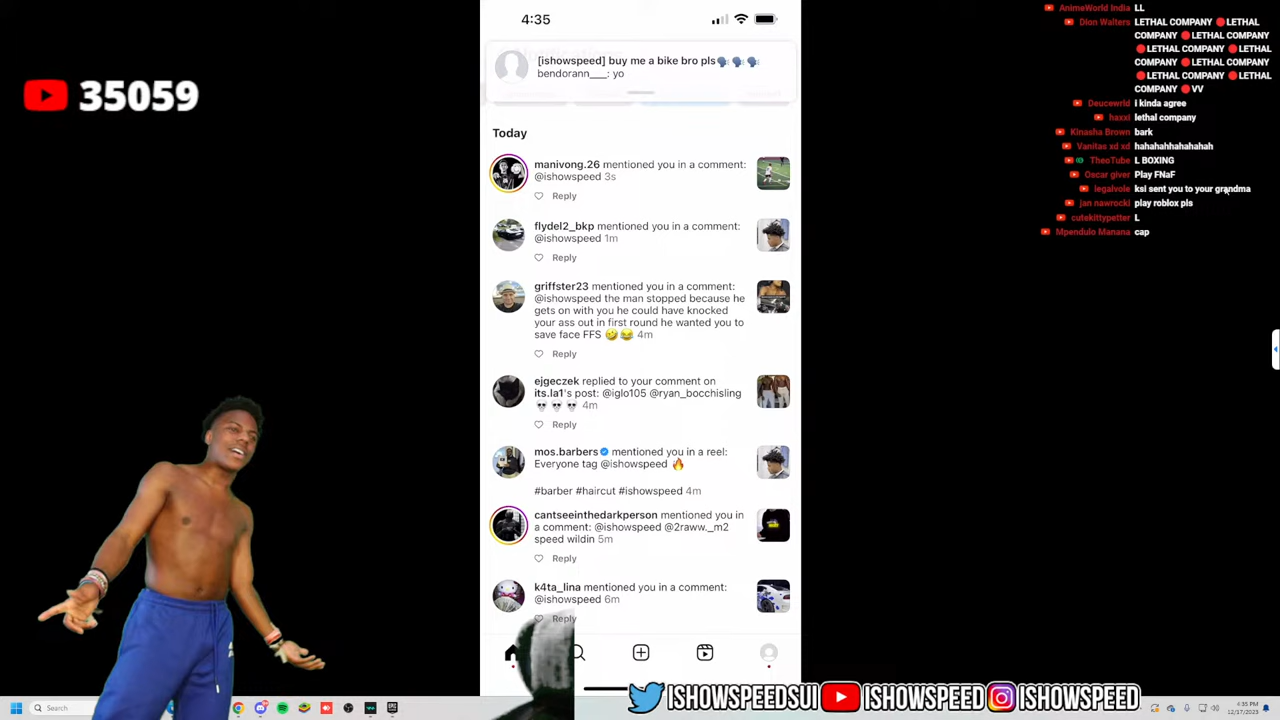 35059
4:35
[ishowspeed] buy me a bike bro pls🗣️🗣️🗣️
bendorann___: yo
Today
manivong.26 mentioned you in a comment:
@ishowspeed 3s
Reply
flydel2_bkp mentioned you in a comment:
@ishowspeed 1m
Reply
griffster23 mentioned you in a comment:
@ishowspeed the man stopped because he
gets on with you he could have knocked
your ass out in first round he wanted you to
save face FFS 🤣😂 4m
Reply
ejgeczek replied to your comment on
its.la1's post: @iglo105 @ryan_bocchisling
💀💀💀 4m
Reply
mos.barbers mentioned you in a reel:
Everyone tag @ishowspeed 🔥
#barber #haircut #ishowspeed 4m
cantseeinthedarkperson mentioned you in
a comment: @ishowspeed @2raww._m2
speed wildin 5m
Reply
k4ta_lina mentioned you in a comment:
@ishowspeed 6m
Reply
AnimeWorld India LL
Dion Walters LETHAL COMPANY 🔴LETHAL
COMPANY 🔴LETHAL COMPANY
🔴LETHAL COMPANY 🔴LETHAL
COMPANY 🔴LETHAL COMPANY
🔴LETHAL COMPANY 🔴LETHAL
COMPANY 🔴VV
Deucewrld i kinda agree
haxxi lethal company
Kinasha Brown bark
Vanitas xd xd hahahahhahahahah
TheoTube L BOXING
Oscar giver Play FNaF
legalvole ksi sent you to your grandma
jan nawrocki play roblox pls
cutekittypetter L
Mpendulo Manana cap
ISHOWSPEEDSUI ISHOWSPEED ISHOWSPEED
Search
4:35 PM
12/17/2023